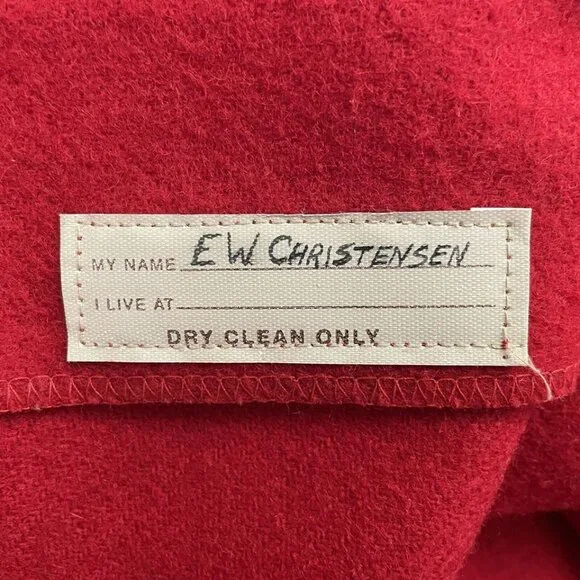 MY NAME E W CHRISTENSEN
I LIVE AT
DRY CLEAN ONLY